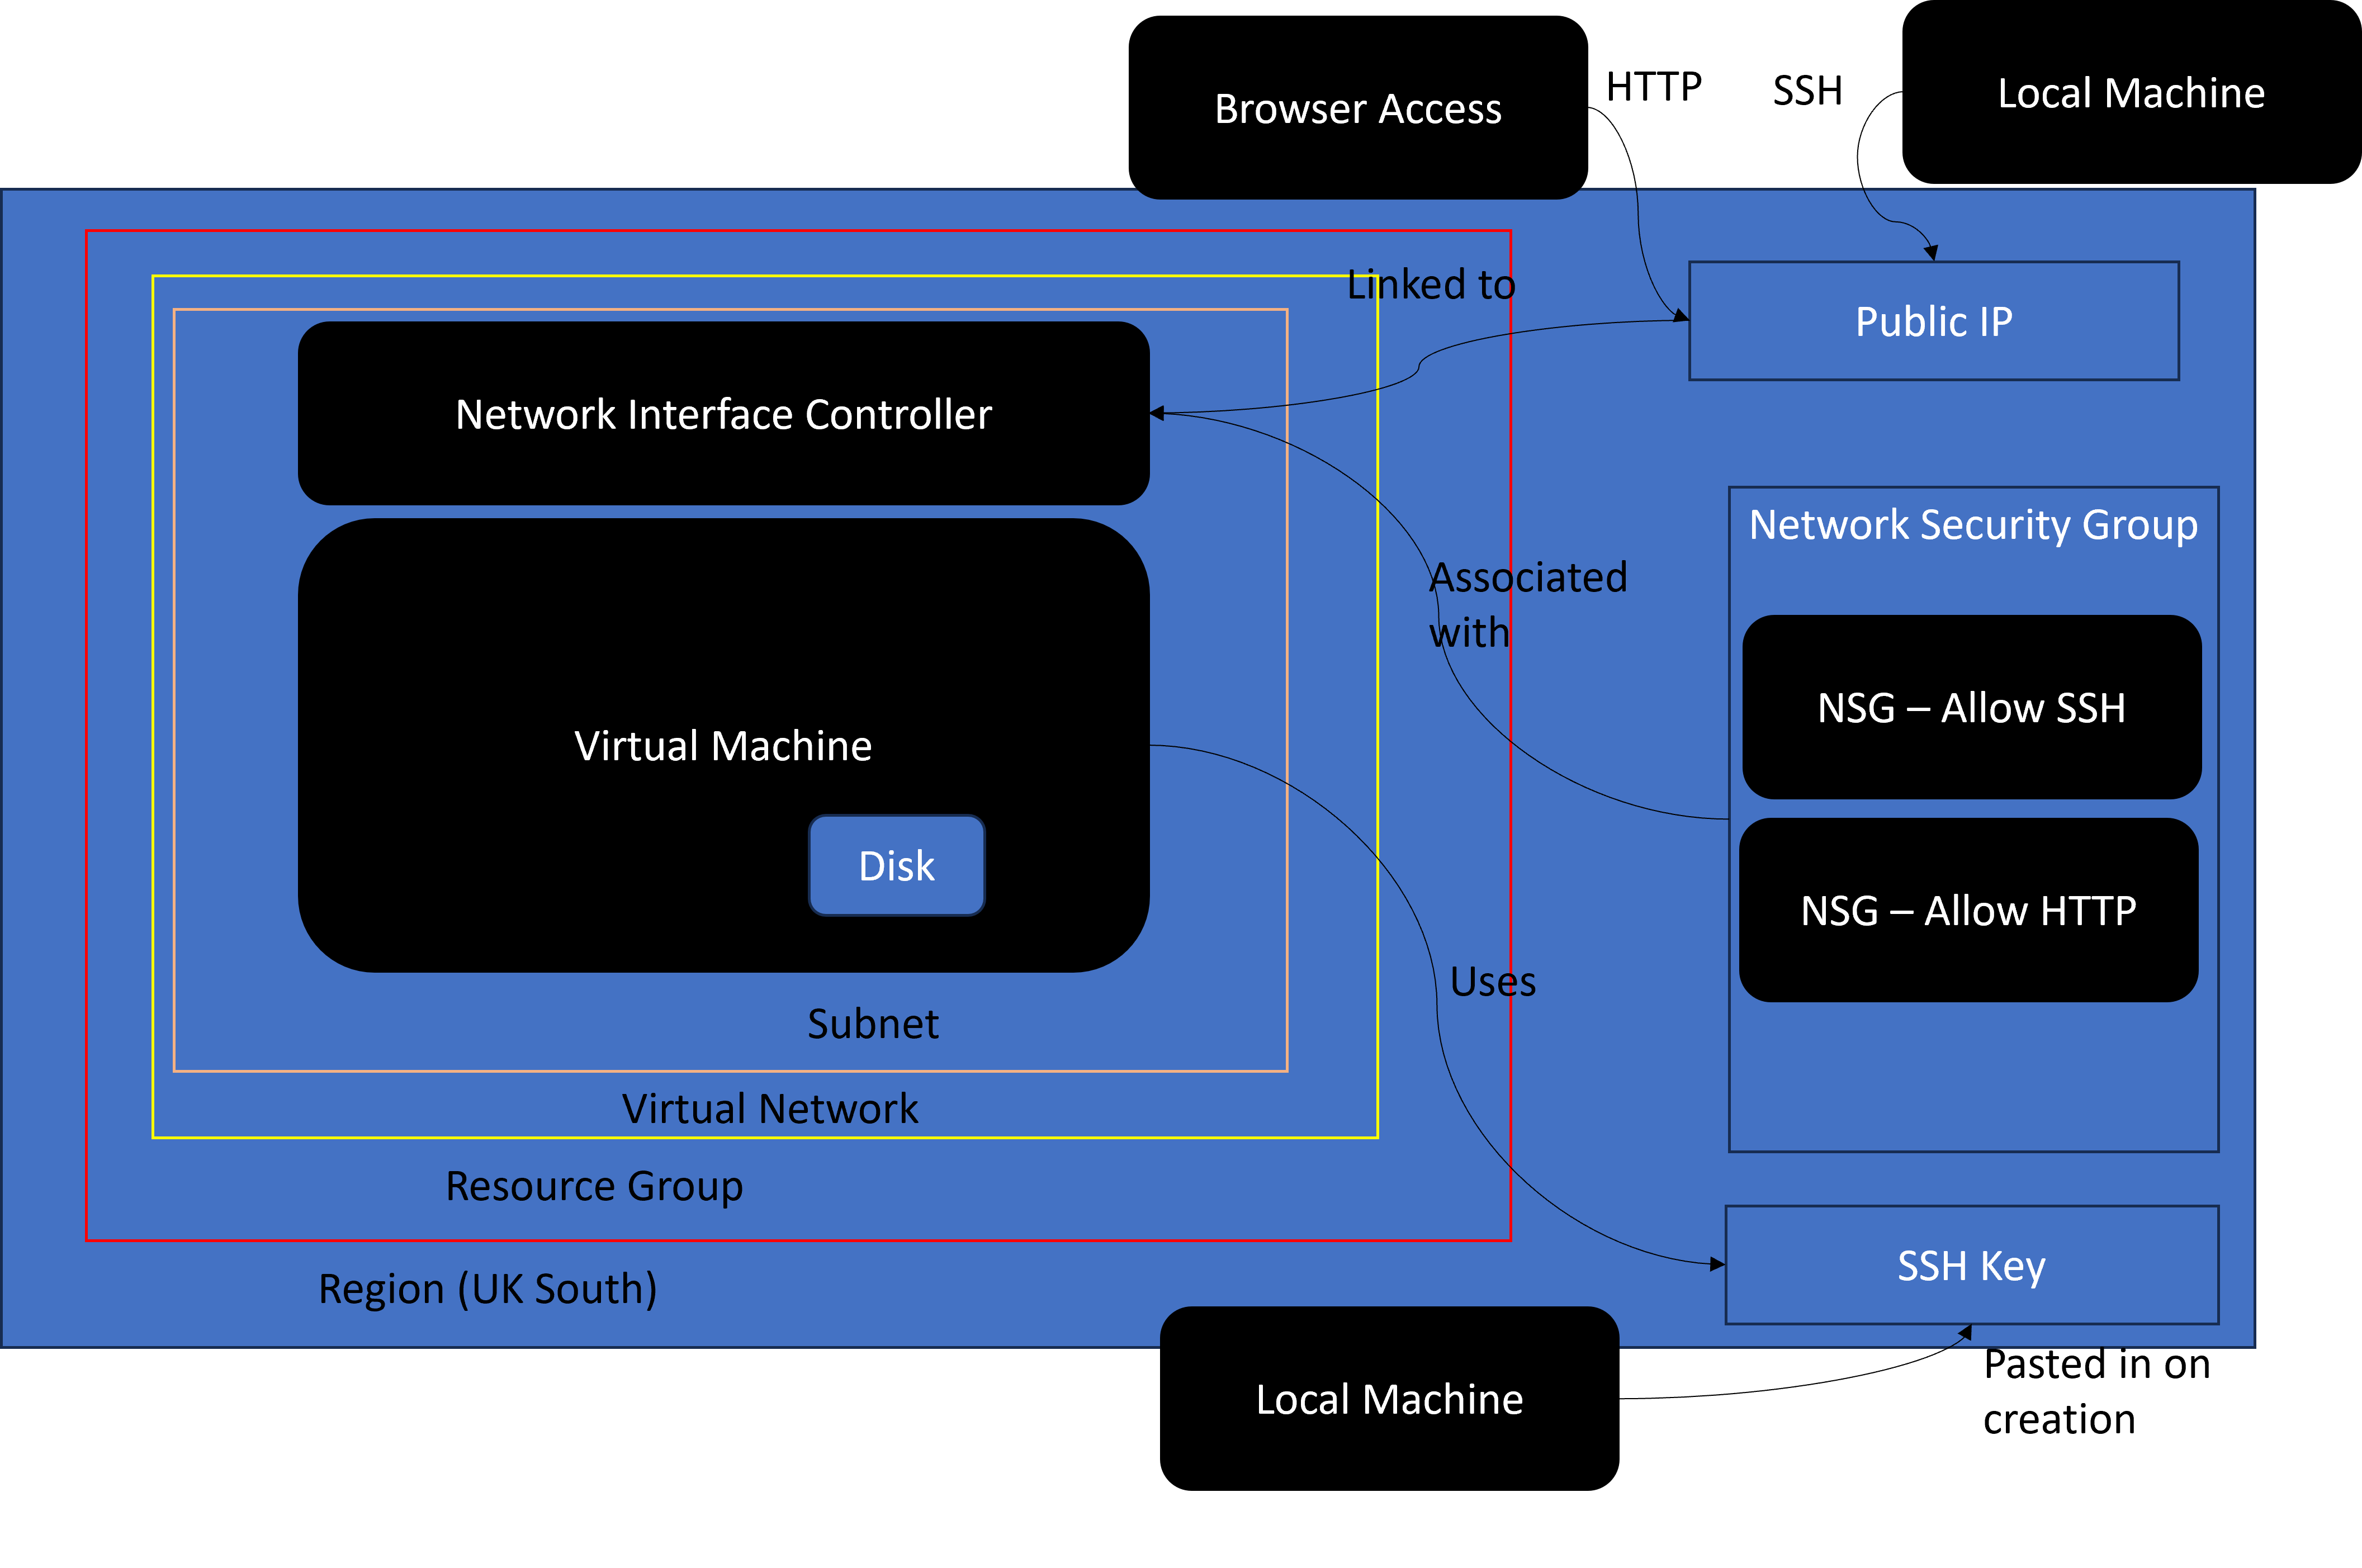 Browser Access
HTTP
SSH
Local Machine
Linked to
Public IP
Network Interface Controller
Network Security Group
Associated
with
NSG – Allow SSH
Virtual Machine
Disk
NSG – Allow HTTP
Uses
Subnet
Virtual Network
Resource Group
Region (UK South)
SSH Key
Local Machine
Pasted in on
creation